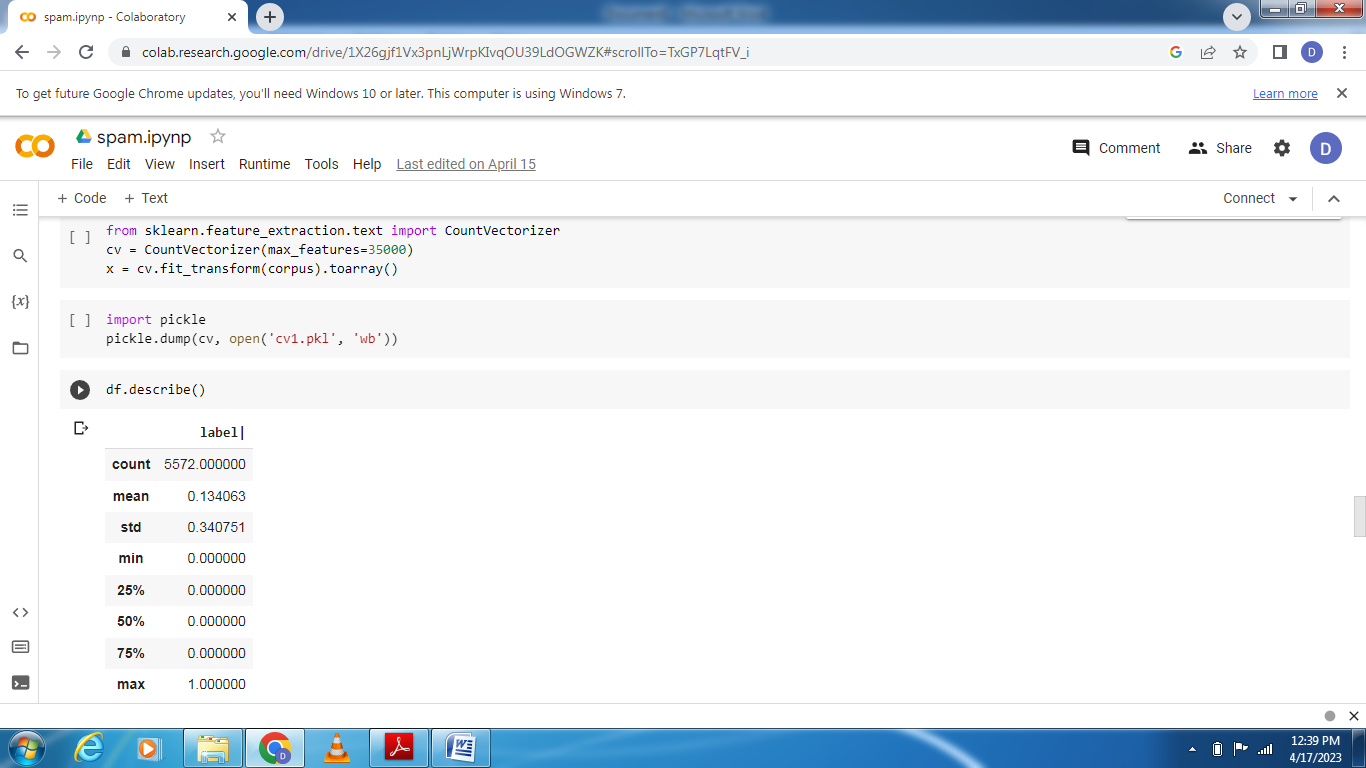 spam.ipynp - Colaboratory
colab.research.google.com/drive/1X26gjf1Vx3pnLjWrpKIvqOU39LdOGWZK#scrollTo=TxGP7LqtFV_i
D
To get future Google Chrome updates, you'll need Windows 10 or later. This computer is using Windows 7.
Learn more
spam.ipynp
Comment
Share
D
File Edit View Insert Runtime Tools Help Last edited on April 15
+ Code + Text
Connect
[ ] from sklearn.feature_extraction.text import CountVectorizer
cv = CountVectorizer(max_features=35000)
x = cv.fit_transform(corpus).toarray()
{x}
[ ] import pickle
pickle.dump(cv, open('cv1.pkl', 'wb'))
df.describe()
label
count 5572.000000
mean 0.134063
std 0.340751
min 0.000000
25% 0.000000
50% 0.000000
75% 0.000000
max 1.000000
12:39 PM
4/17/2023